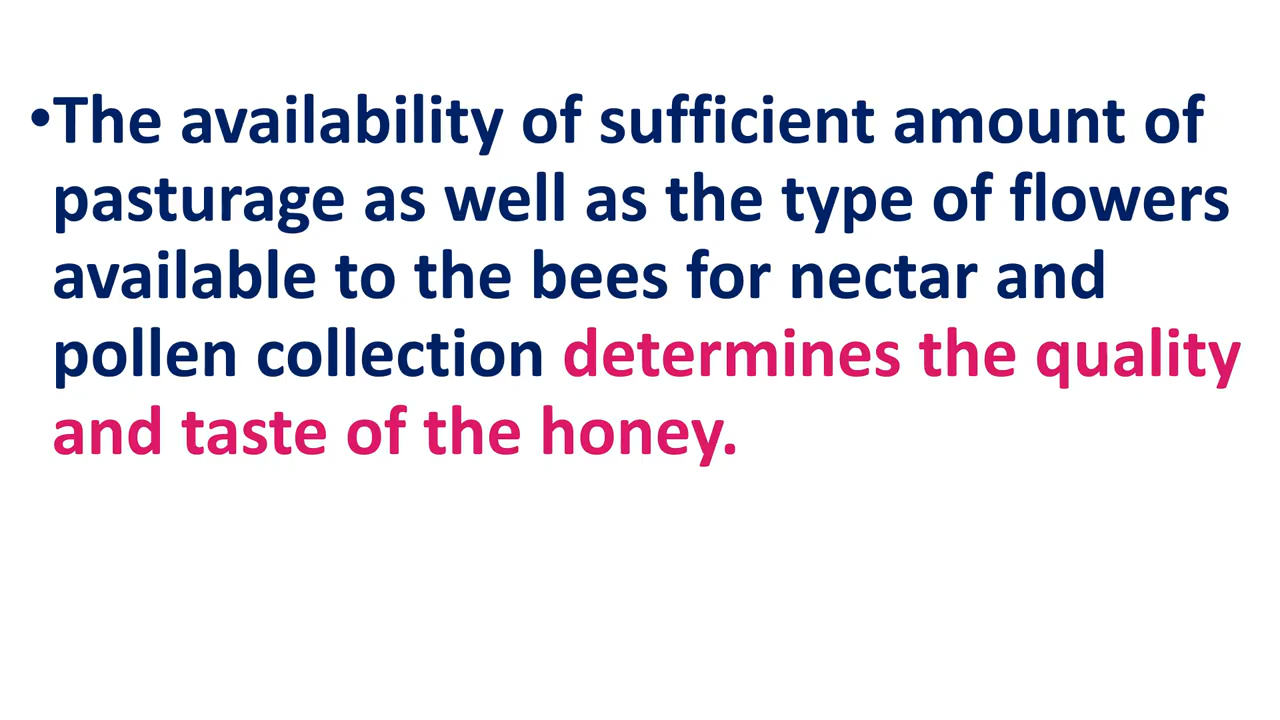 •The availability of sufficient amount of
pasturage as well as the type of flowers
available to the bees for nectar and
pollen collection determines the quality
and taste of the honey.